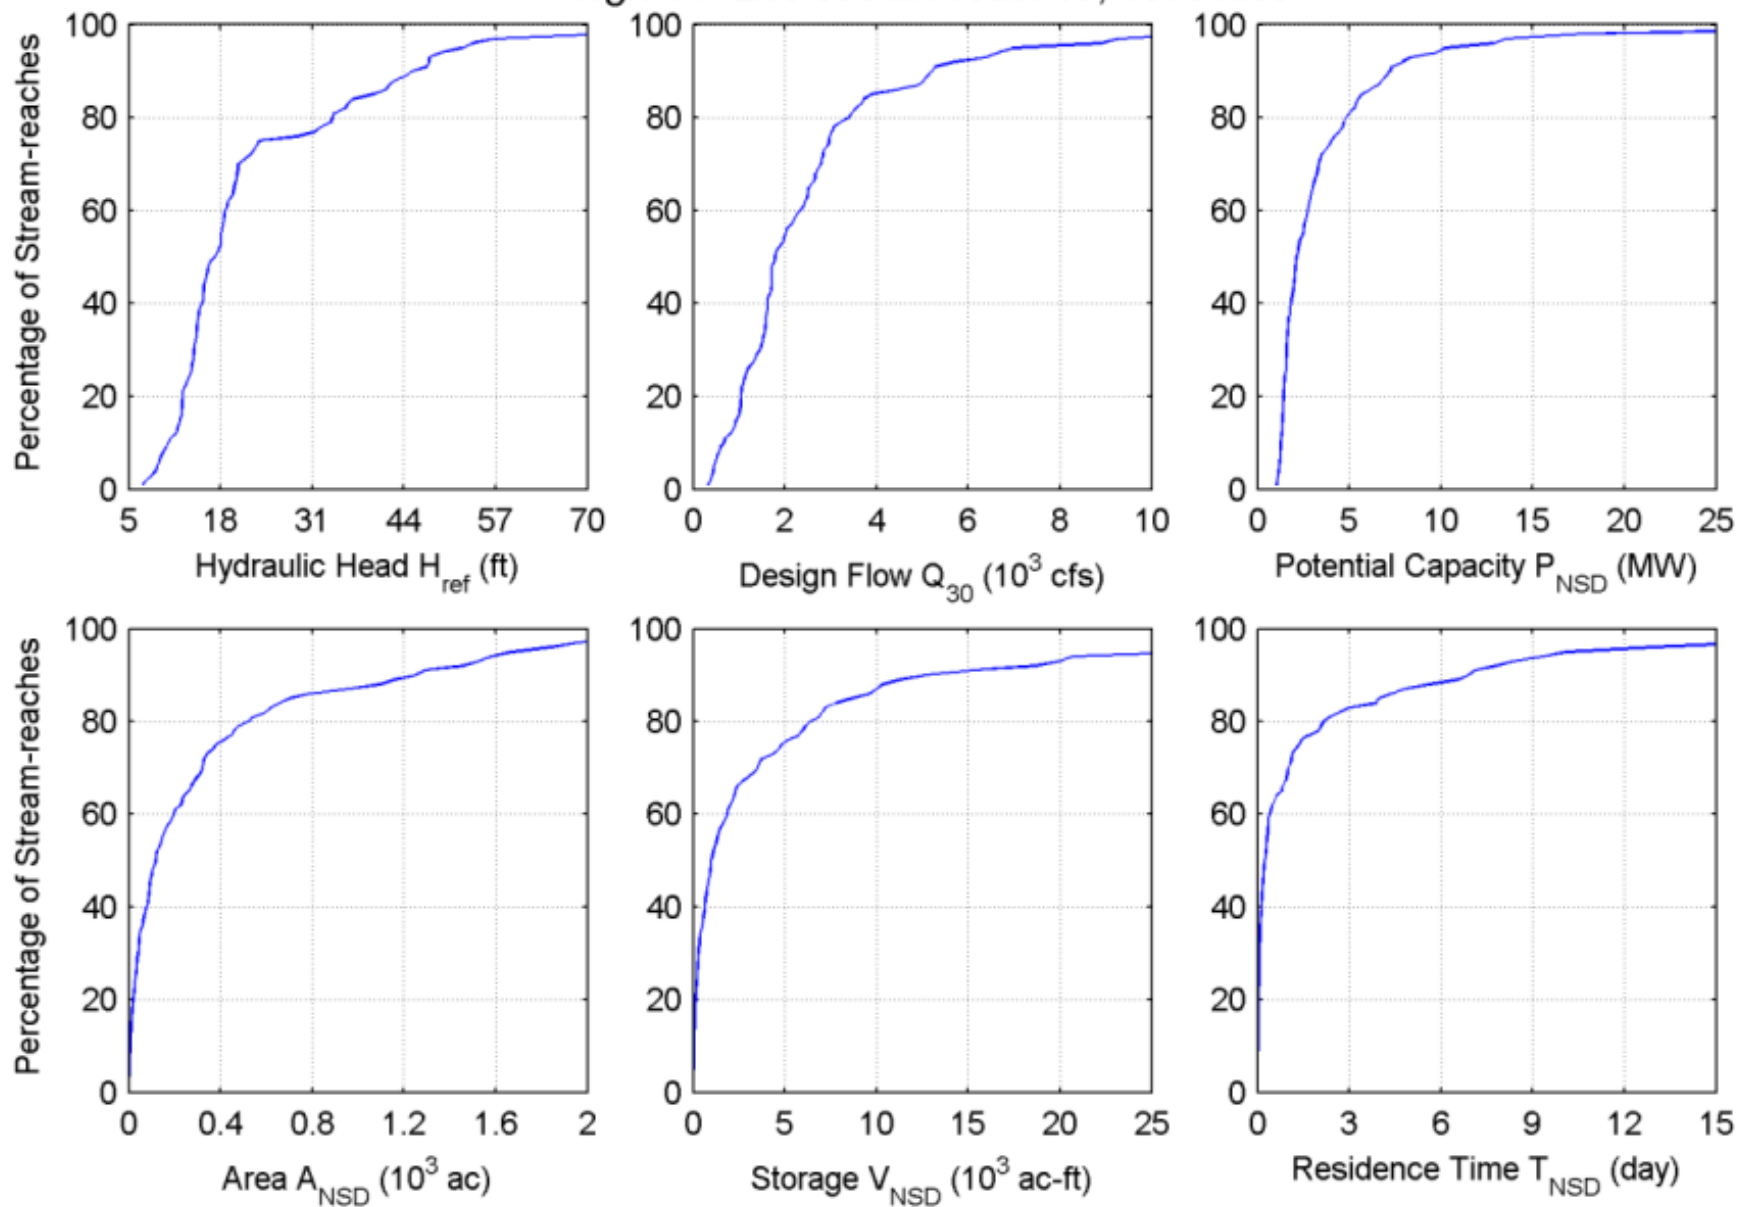 100
80
60
40
20
0
5 18 31 44 57 70
Percentage of Stream-reaches
Hydraulic Head H_ref (ft)
100
80
60
40
20
0
0 2 4 6 8 10
Design Flow Q_30 (10^3 cfs)
100
80
60
40
20
0
0 5 10 15 20 25
Potential Capacity P_NSD (MW)
100
80
60
40
20
0
0 0.4 0.8 1.2 1.6 2
Percentage of Stream-reaches
Area A_NSD (10^3 ac)
100
80
60
40
20
0
0 5 10 15 20 25
Storage V_NSD (10^3 ac-ft)
100
80
60
40
20
0
0 3 6 9 12 15
Residence Time T_NSD (day)